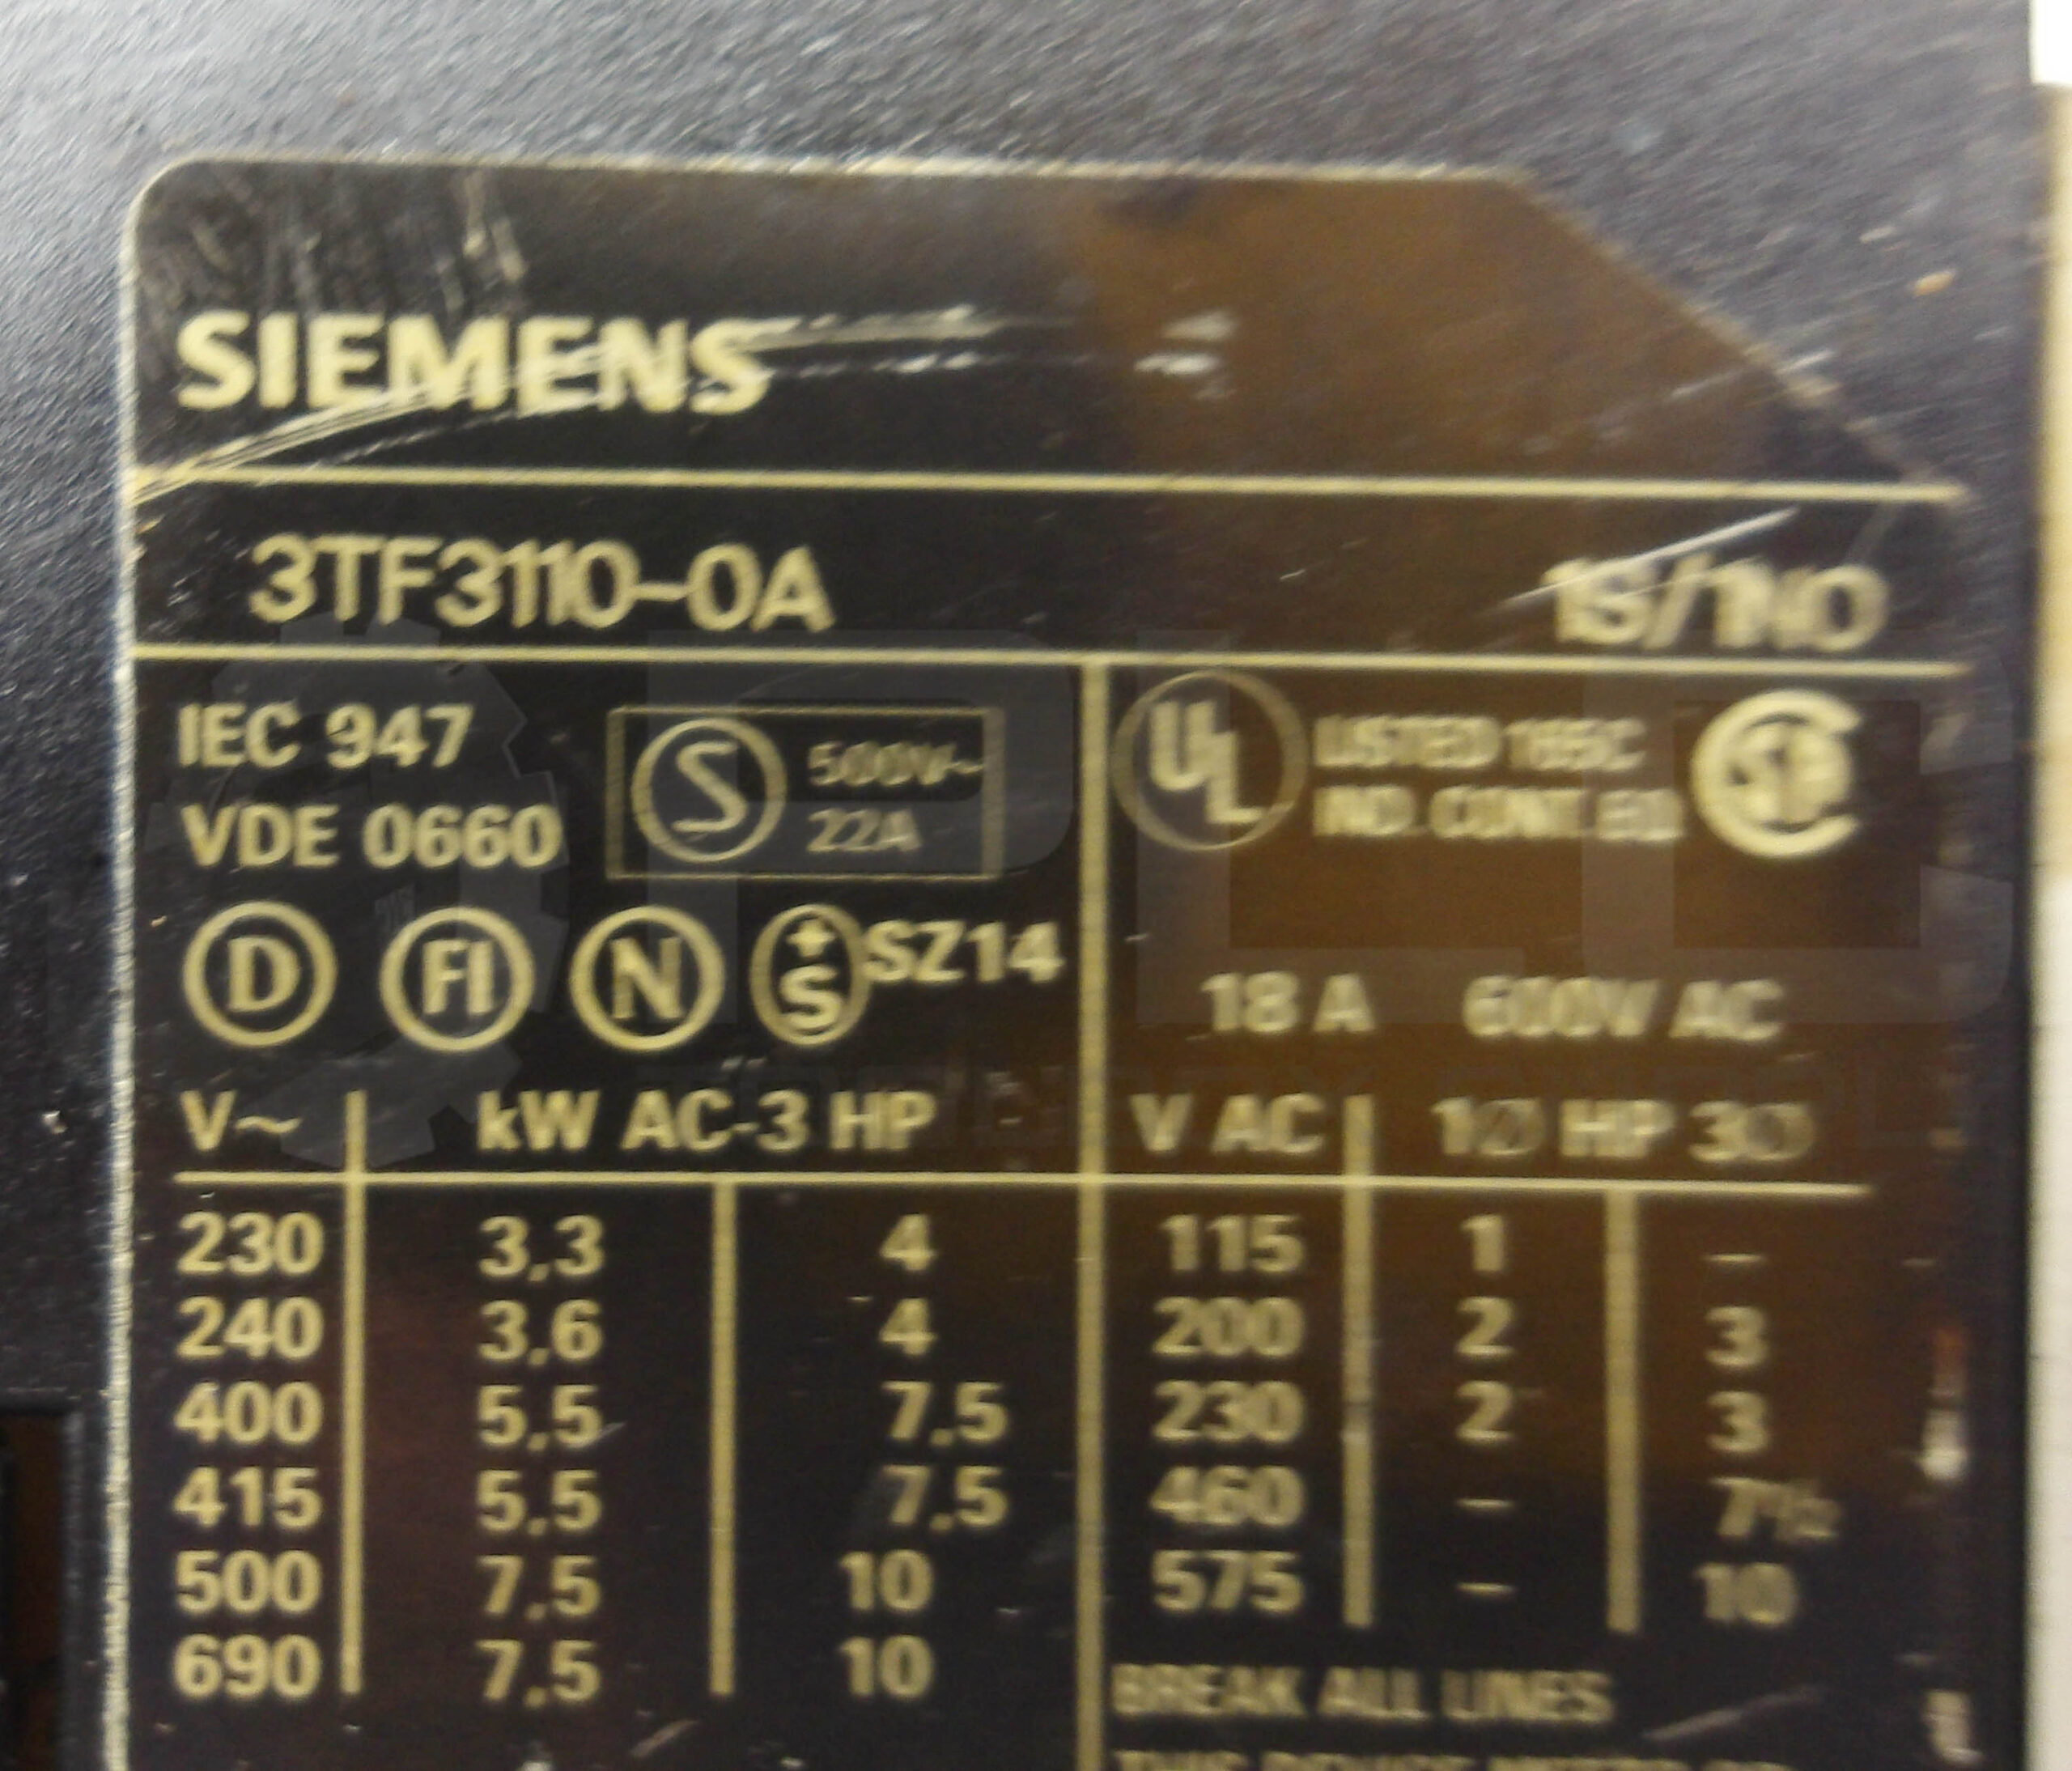 SIEMENS
3TF3110-0A 1S/1NO
IEC 947
VDE 0660
S 500V~
22A
D FI N +S SZ14
V~ kW AC-3 HP
230 3,3 4
240 3,6 4
400 5,5 7,5
415 5,5 7,5
500 7,5 10
690 7,5 10
UL LISTED 165C
IND. CONT. EQ.
18 A 600V AC
V AC 1Ø HP 3Ø
115 1 –
200 2 3
230 2 3
460 – 7½
575 – 10
BREAK ALL LINES